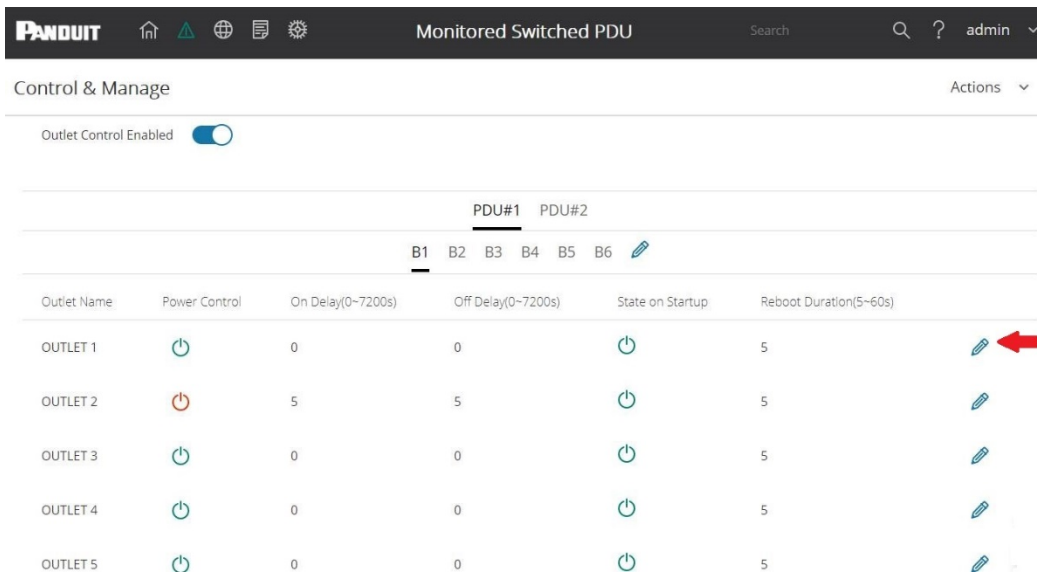 PANDUIT Monitored Switched PDU Search ? admin
Control & Manage Actions
Outlet Control Enabled
PDU#1 PDU#2
B1 B2 B3 B4 B5 B6
Outlet Name Power Control On Delay(0~7200s) Off Delay(0~7200s) State on Startup Reboot Duration(5~60s)
OUTLET 1 0 0 5
OUTLET 2 5 5 5
OUTLET 3 0 0 5
OUTLET 4 0 0 5
OUTLET 5 0 0 5